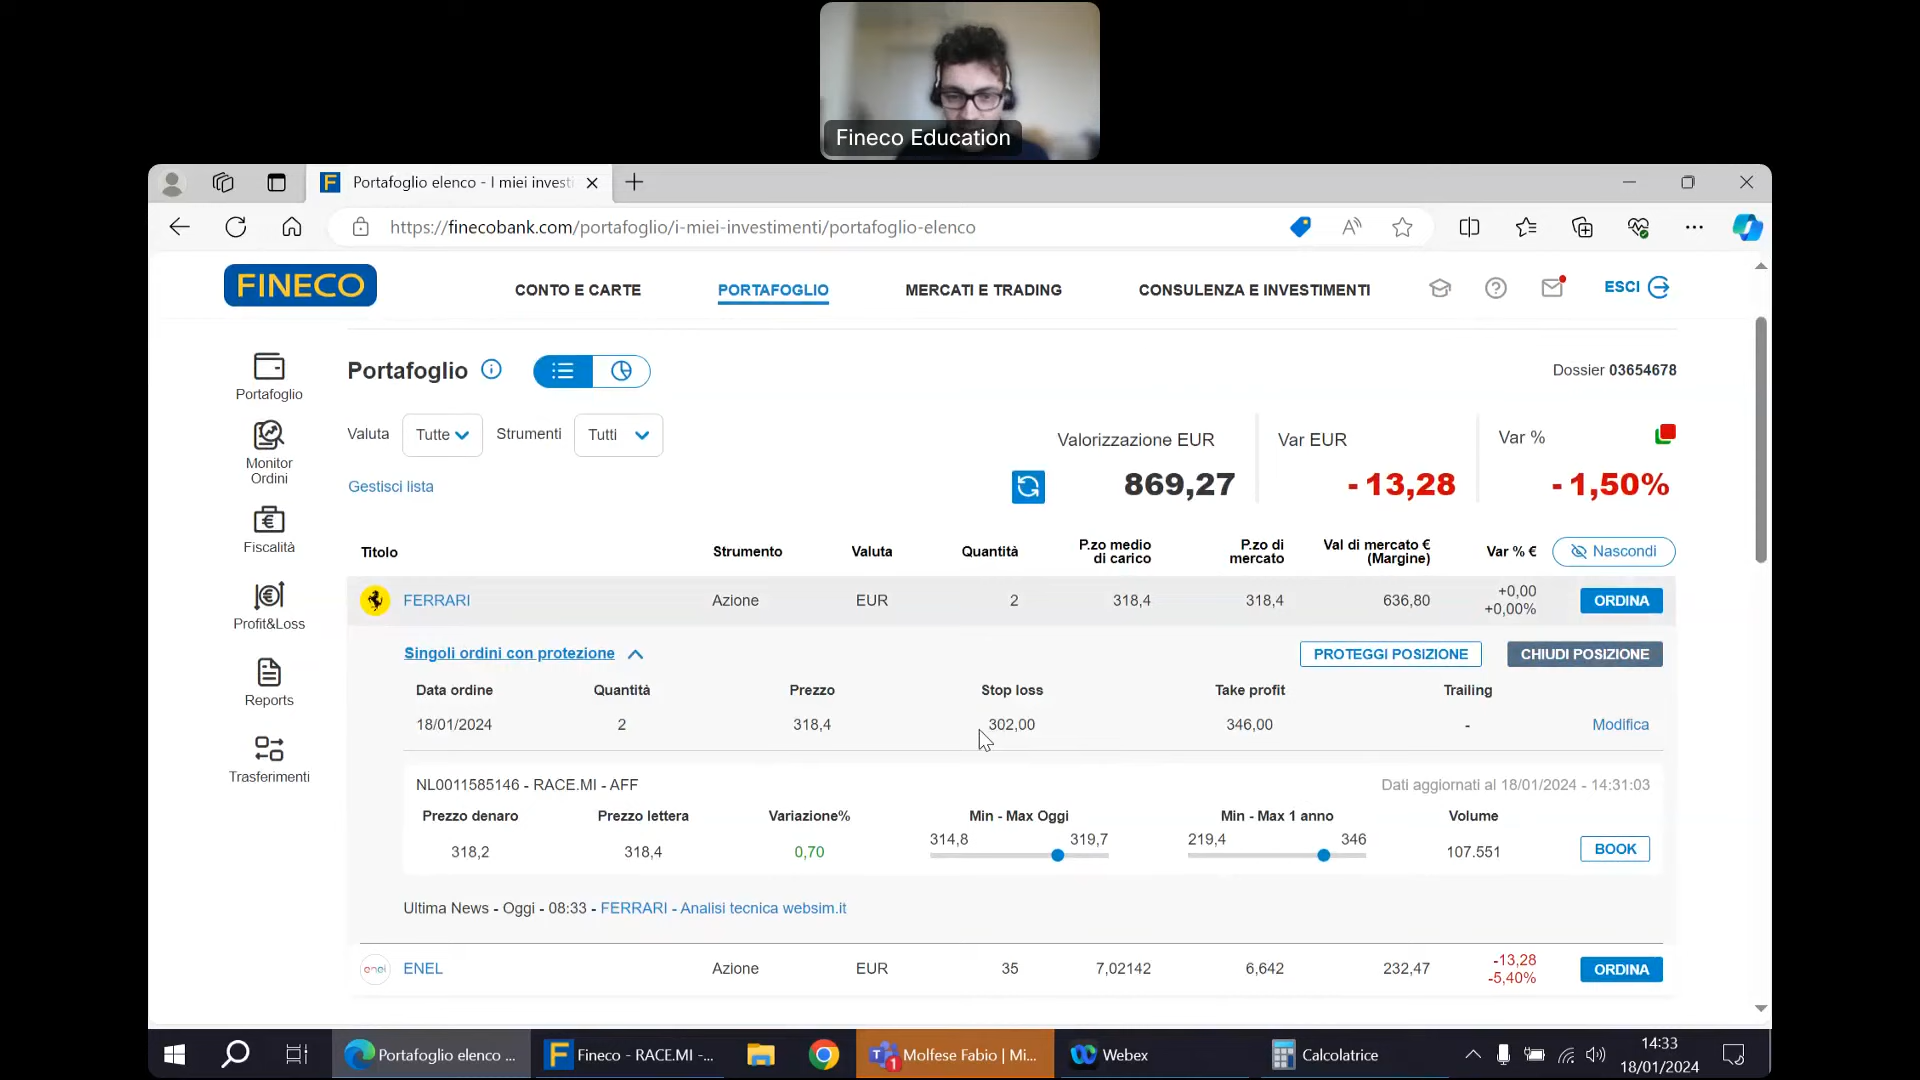 Fineco Education
F Portafoglio elenco - I miei investi
https://finecobank.com/portafoglio/i-miei-investimenti/portafoglio-elenco
FINECO CONTO E CARTE PORTAFOGLIO MERCATI E TRADING CONSULENZA E INVESTIMENTI ESCI
Portafoglio
Monitor
Ordini
Fiscalità
Profit&Loss
Reports
Trasferimenti
Portafoglio Dossier 03654678
Valuta Tutte Strumenti Tutti
Gestisci lista
Valorizzazione EUR Var EUR Var %
869,27 - 13,28 - 1,50%
Titolo Strumento Valuta Quantità P.zo medio di carico P.zo di mercato Val di mercato € (Margine) Var % € Nascondi
FERRARI Azione EUR 2 318,4 318,4 636,80 +0,00 +0,00% ORDINA
Singoli ordini con protezione PROTEGGI POSIZIONE CHIUDI POSIZIONE
Data ordine Quantità Prezzo Stop loss Take profit Trailing
18/01/2024 2 318,4 302,00 346,00 - Modifica
NL0011585146 - RACE.MI - AFF Dati aggiornati al 18/01/2024 - 14:31:03
Prezzo denaro Prezzo lettera Variazione% Min - Max Oggi Min - Max 1 anno Volume
314,8 319,7 219,4 346
318,2 318,4 0,70 107.551 BOOK
Ultima News - Oggi - 08:33 - FERRARI - Analisi tecnica websim.it
enel ENEL Azione EUR 35 7,02142 6,642 232,47 -13,28 -5,40% ORDINA
Portafoglio elenco ... F Fineco - RACE.MI -... Molfese Fabio | Mi... 1 Webex Calcolatrice 14:33
18/01/2024